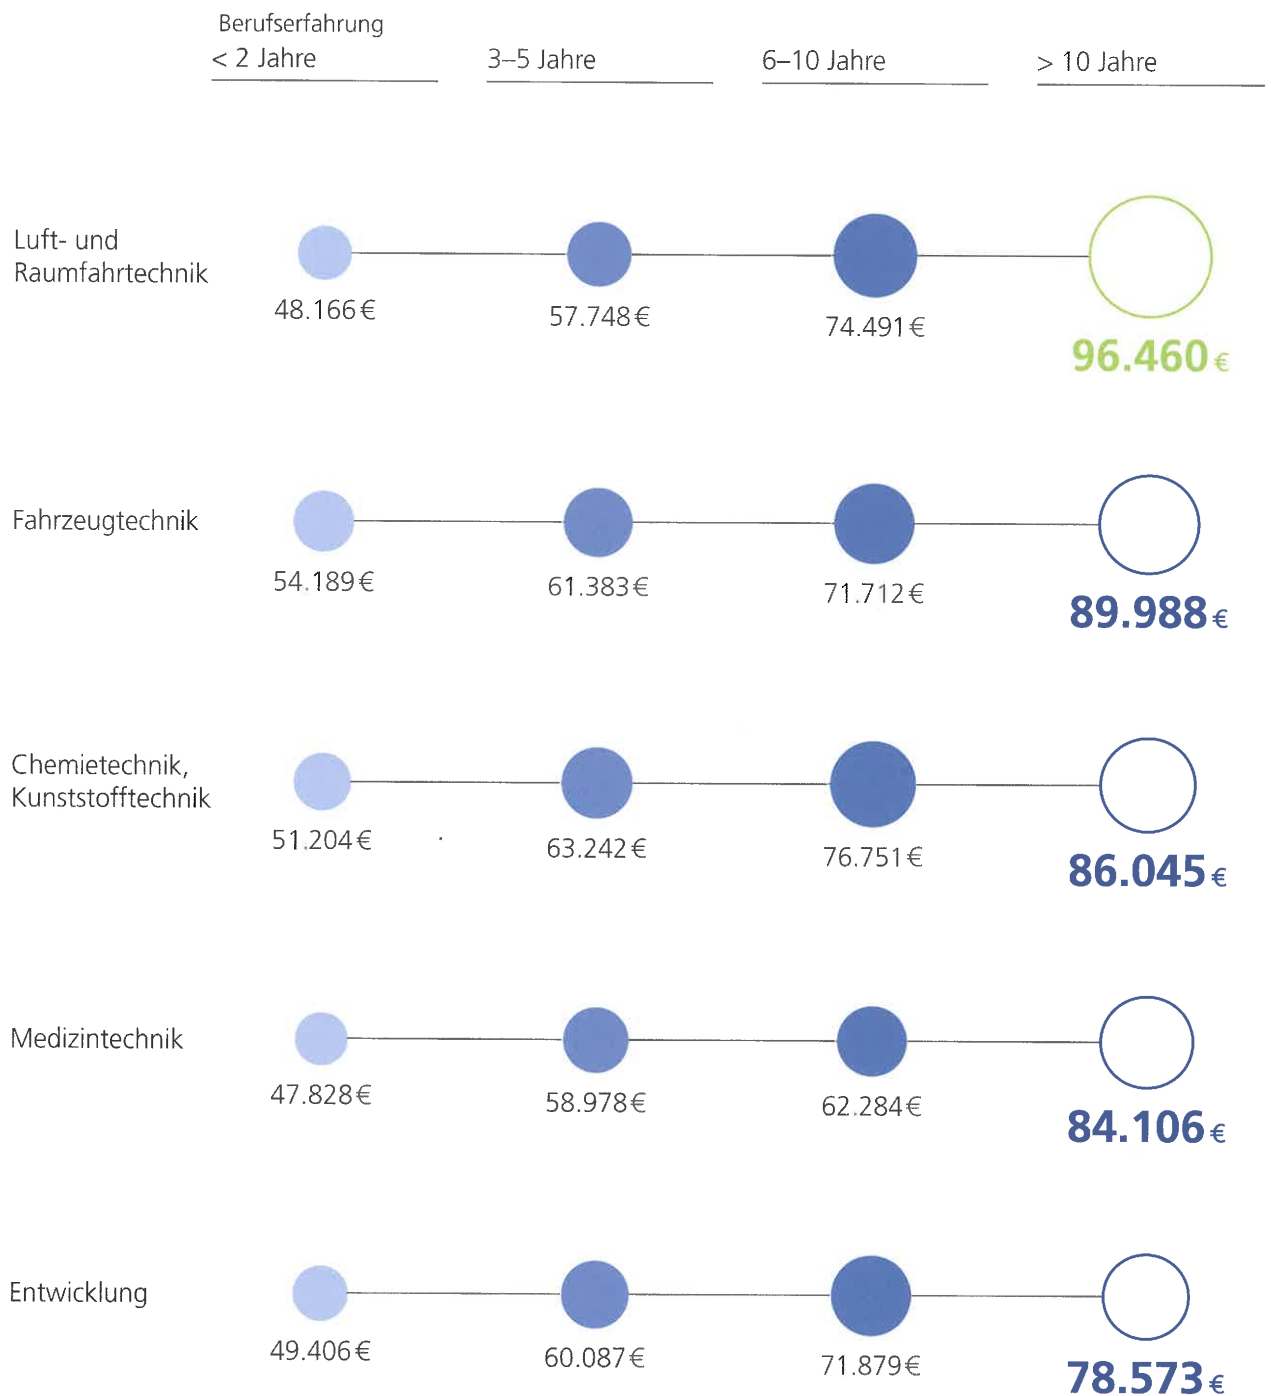 Berufserfahrung
< 2 Jahre 3–5 Jahre 6–10 Jahre > 10 Jahre
Luft- und
Raumfahrtechnik
48.166 € 57.748 € 74.491 € 96.460 €
Fahrzeugtechnik
54.189 € 61.383 € 71.712 € 89.988 €
Chemietechnik,
Kunststofftechnik
51.204 € 63.242 € 76.751 € 86.045 €
Medizintechnik
47.828 € 58.978 € 62.284 € 84.106 €
Entwicklung
49.406 € 60.087 € 71.879 € 78.573 €